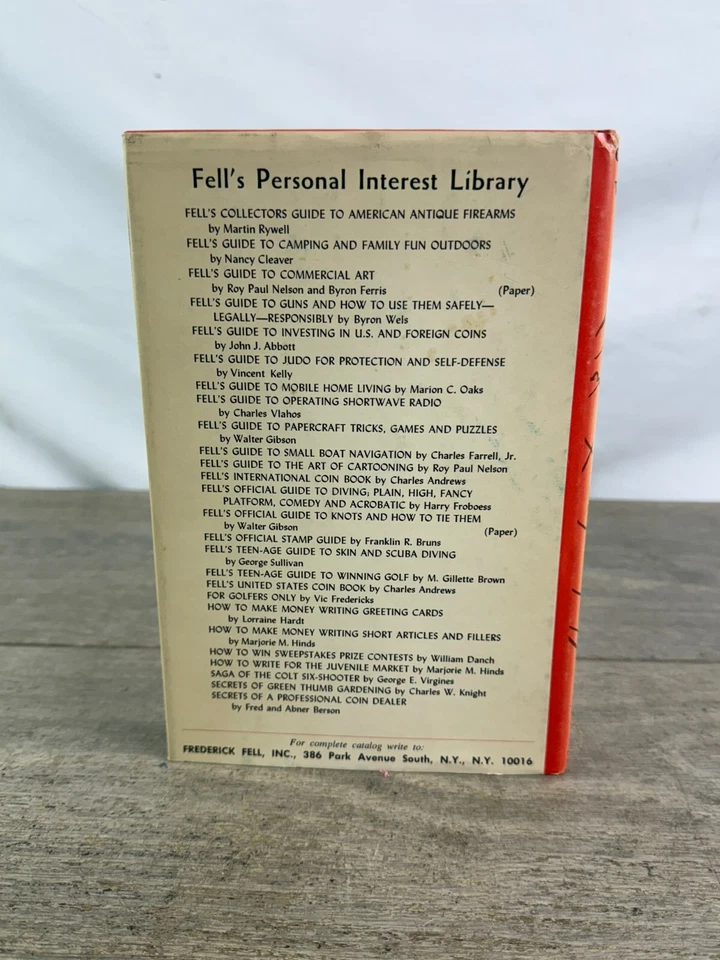 Fell's Personal Interest Library
FELL'S COLLECTORS GUIDE TO AMERICAN ANTIQUE FIREARMS
by Martin Rywell
FELL'S GUIDE TO CAMPING AND FAMILY FUN OUTDOORS
by Nancy Cleaver
FELL'S GUIDE TO COMMERCIAL ART
by Roy Paul Nelson and Byron Ferris (Paper)
FELL'S GUIDE TO GUNS AND HOW TO USE THEM SAFELY—
LEGALLY—RESPONSIBLY by Byron Wels
FELL'S GUIDE TO INVESTING IN U.S. AND FOREIGN COINS
by John J. Abbott
FELL'S GUIDE TO JUDO FOR PROTECTION AND SELF-DEFENSE
by Vincent Kelly
FELL'S GUIDE TO MOBILE HOME LIVING by Marion C. Oaks
FELL'S GUIDE TO OPERATING SHORTWAVE RADIO
by Charles Vlahos
FELL'S GUIDE TO PAPERCRAFT TRICKS, GAMES AND PUZZLES
by Walter Gibson
FELL'S GUIDE TO SMALL BOAT NAVIGATION by Charles Farrell, Jr.
FELL'S GUIDE TO THE ART OF CARTOONING by Roy Paul Nelson
FELL'S INTERNATIONAL COIN BOOK by Charles Andrews
FELL'S OFFICIAL GUIDE TO DIVING; PLAIN, HIGH, FANCY
PLATFORM, COMEDY AND ACROBATIC by Harry Froboess
FELL'S OFFICIAL GUIDE TO KNOTS AND HOW TO TIE THEM
by Walter Gibson (Paper)
FELL'S OFFICIAL STAMP GUIDE by Franklin R. Bruns
FELL'S TEEN-AGE GUIDE TO SKIN AND SCUBA DIVING
by George Sullivan
FELL'S TEEN-AGE GUIDE TO WINNING GOLF by M. Gillette Brown
FELL'S UNITED STATES COIN BOOK by Charles Andrews
FOR GOLFERS ONLY by Vic Fredericks
HOW TO MAKE MONEY WRITING GREETING CARDS
by Lorraine Hardt
HOW TO MAKE MONEY WRITING SHORT ARTICLES AND FILLERS
by Marjorie M. Hinds
HOW TO WIN SWEEPSTAKES PRIZE CONTESTS by William Danch
HOW TO WRITE FOR THE JUVENILE MARKET by Marjorie M. Hinds
SAGA OF THE COLT SIX-SHOOTER by George E. Virgines
SECRETS OF GREEN THUMB GARDENING by Charles W. Knight
SECRETS OF A PROFESSIONAL COIN DEALER
by Fred and Abner Berson
For complete catalog write to:
FREDERICK FELL, INC., 386 Park Avenue South, N.Y., N.Y. 10016